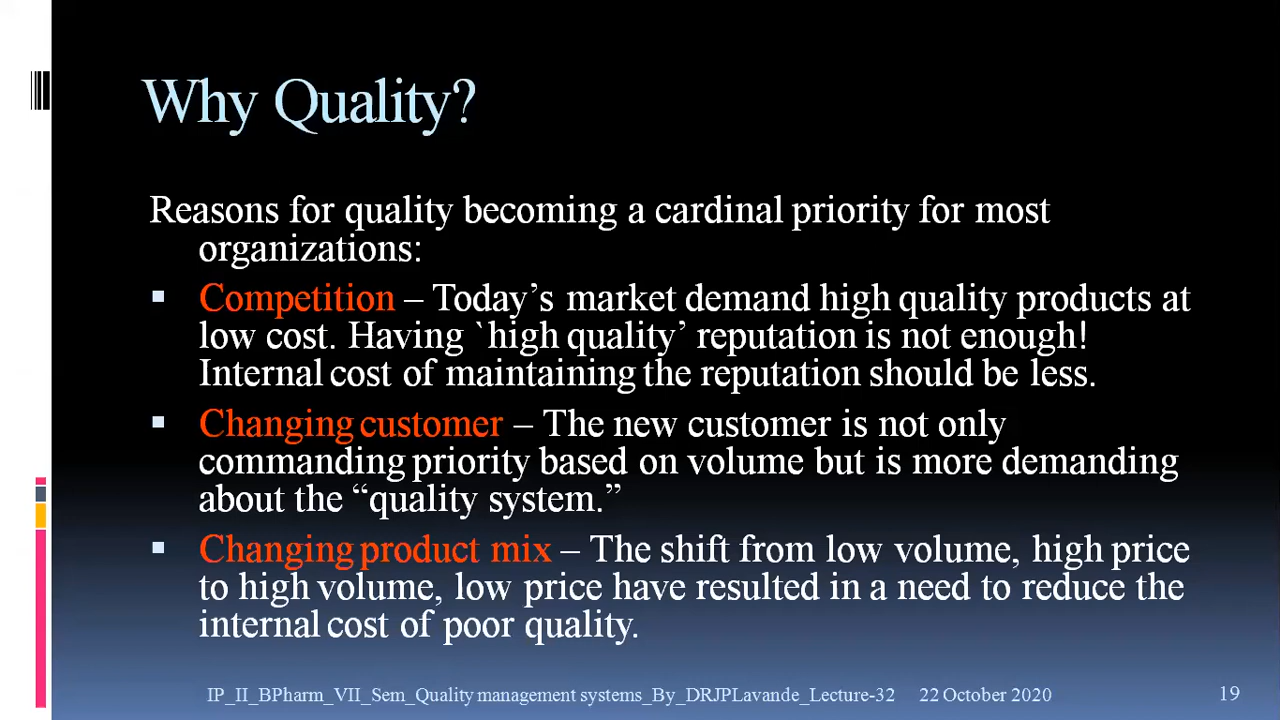 Why Quality?
Reasons for quality becoming a cardinal priority for most
organizations:
▪ Competition – Today’s market demand high quality products at
low cost. Having `high quality’ reputation is not enough!
Internal cost of maintaining the reputation should be less.
▪ Changing customer – The new customer is not only
commanding priority based on volume but is more demanding
about the “quality system.”
▪ Changing product mix – The shift from low volume, high price
to high volume, low price have resulted in a need to reduce the
internal cost of poor quality.
IP_II_BPharm_VII_Sem_Quality management systems_By_DRJPLavande_Lecture-32 22 October 2020 19